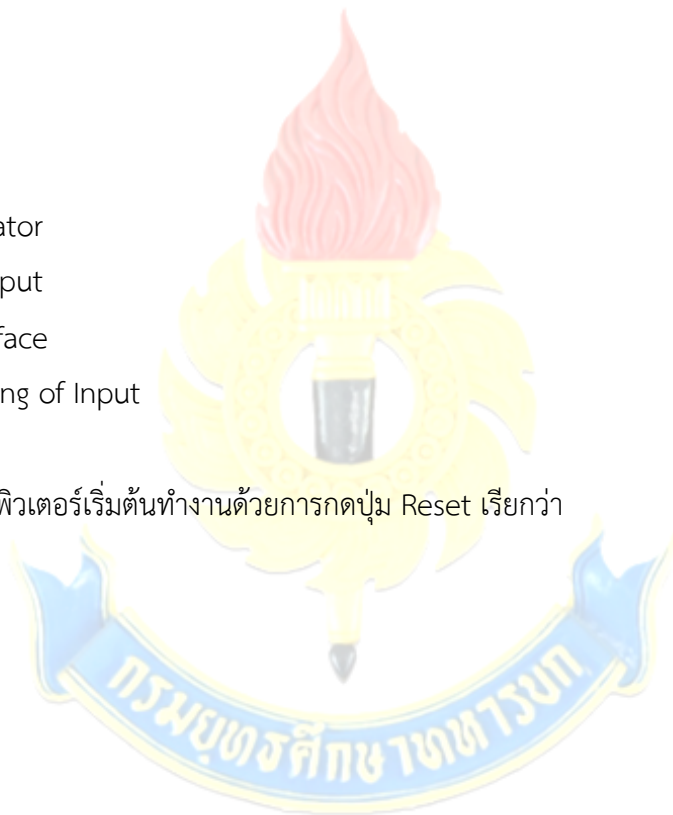 ator
put
face
ng of Input
พิวเตอร์เริ่มต้นทำงานด้วยการกดปุ่ม Reset เรียกว่า
กรมยุทธศึกษาทหารบก